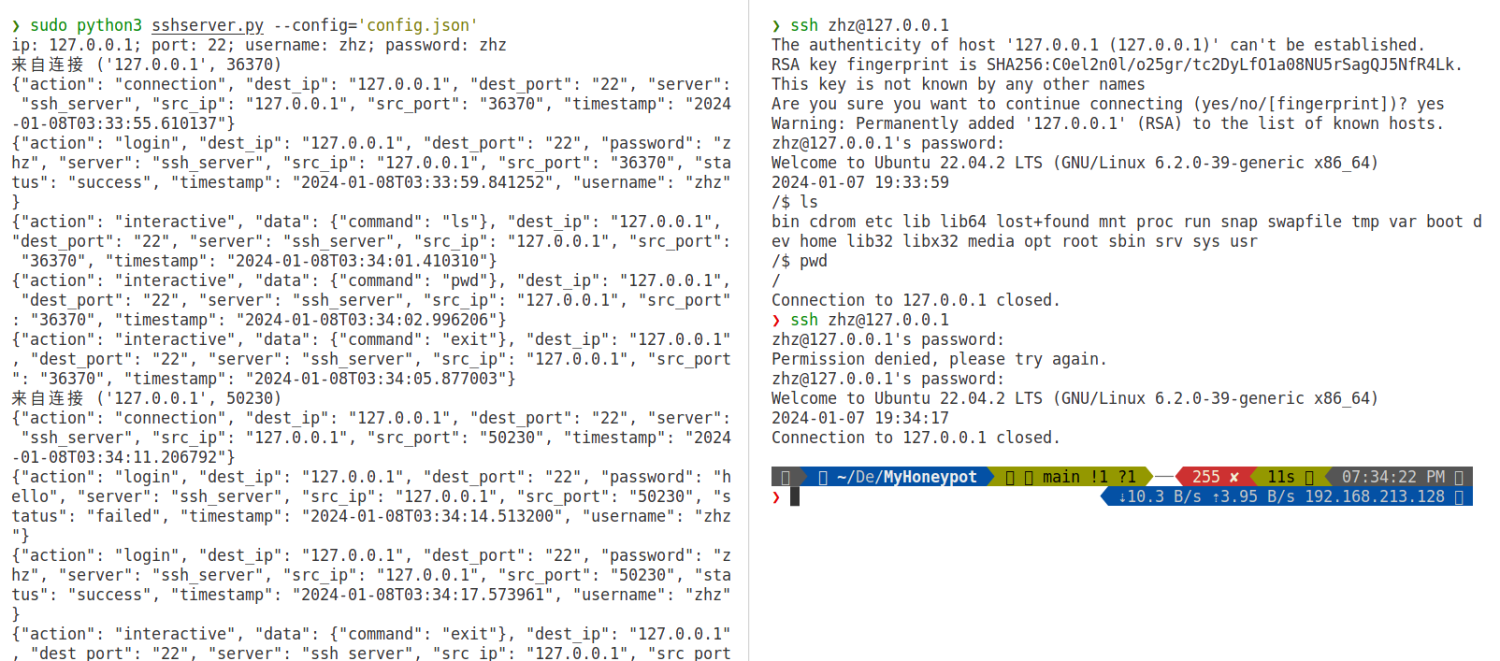 ❯ sudo python3 sshserver.py --config='config.json'
ip: 127.0.0.1; port: 22; username: zhz; password: zhz
来自连接 ('127.0.0.1', 36370)
{"action": "connection", "dest_ip": "127.0.0.1", "dest_port": "22", "server":
 "ssh_server", "src_ip": "127.0.0.1", "src_port": "36370", "timestamp": "2024
-01-08T03:33:55.610137"}
{"action": "login", "dest_ip": "127.0.0.1", "dest_port": "22", "password": "z
hz", "server": "ssh_server", "src_ip": "127.0.0.1", "src_port": "36370", "sta
tus": "success", "timestamp": "2024-01-08T03:33:59.841252", "username": "zhz"
}
{"action": "interactive", "data": {"command": "ls"}, "dest_ip": "127.0.0.1",
"dest_port": "22", "server": "ssh_server", "src_ip": "127.0.0.1", "src_port":
 "36370", "timestamp": "2024-01-08T03:34:01.410310"}
{"action": "interactive", "data": {"command": "pwd"}, "dest_ip": "127.0.0.1",
 "dest_port": "22", "server": "ssh_server", "src_ip": "127.0.0.1", "src_port"
: "36370", "timestamp": "2024-01-08T03:34:02.996206"}
{"action": "interactive", "data": {"command": "exit"}, "dest_ip": "127.0.0.1"
, "dest_port": "22", "server": "ssh_server", "src_ip": "127.0.0.1", "src_port
": "36370", "timestamp": "2024-01-08T03:34:05.877003"}
来自连接 ('127.0.0.1', 50230)
{"action": "connection", "dest_ip": "127.0.0.1", "dest_port": "22", "server":
 "ssh_server", "src_ip": "127.0.0.1", "src_port": "50230", "timestamp": "2024
-01-08T03:34:11.206792"}
{"action": "login", "dest_ip": "127.0.0.1", "dest_port": "22", "password": "h
ello", "server": "ssh_server", "src_ip": "127.0.0.1", "src_port": "50230", "s
tatus": "failed", "timestamp": "2024-01-08T03:34:14.513200", "username": "zhz
"}
{"action": "login", "dest_ip": "127.0.0.1", "dest_port": "22", "password": "z
hz", "server": "ssh_server", "src_ip": "127.0.0.1", "src_port": "50230", "sta
tus": "success", "timestamp": "2024-01-08T03:34:17.573961", "username": "zhz"
}
{"action": "interactive", "data": {"command": "exit"}, "dest_ip": "127.0.0.1"
, "dest_port": "22", "server": "ssh_server", "src_ip": "127.0.0.1", "src_port
❯ ssh zhz@127.0.0.1
The authenticity of host '127.0.0.1 (127.0.0.1)' can't be established.
RSA key fingerprint is SHA256:C0el2n0l/o25gr/tc2DyLfO1a08NU5rSagQJ5NfR4Lk.
This key is not known by any other names
Are you sure you want to continue connecting (yes/no/[fingerprint])? yes
Warning: Permanently added '127.0.0.1' (RSA) to the list of known hosts.
zhz@127.0.0.1's password:
Welcome to Ubuntu 22.04.2 LTS (GNU/Linux 6.2.0-39-generic x86_64)
2024-01-07 19:33:59
/$ ls
bin cdrom etc lib lib64 lost+found mnt proc run snap swapfile tmp var boot d
ev home lib32 libx32 media opt root sbin srv sys usr
/$ pwd
/
Connection to 127.0.0.1 closed.
❯ ssh zhz@127.0.0.1
zhz@127.0.0.1's password:
Permission denied, please try again.
zhz@127.0.0.1's password:
Welcome to Ubuntu 22.04.2 LTS (GNU/Linux 6.2.0-39-generic x86_64)
2024-01-07 19:34:17
Connection to 127.0.0.1 closed.
~/De/MyHoneypot main !1 ?1 255 ✘ 11s 07:34:22 PM
❯ ↓10.3 B/s ↑3.95 B/s 192.168.213.128